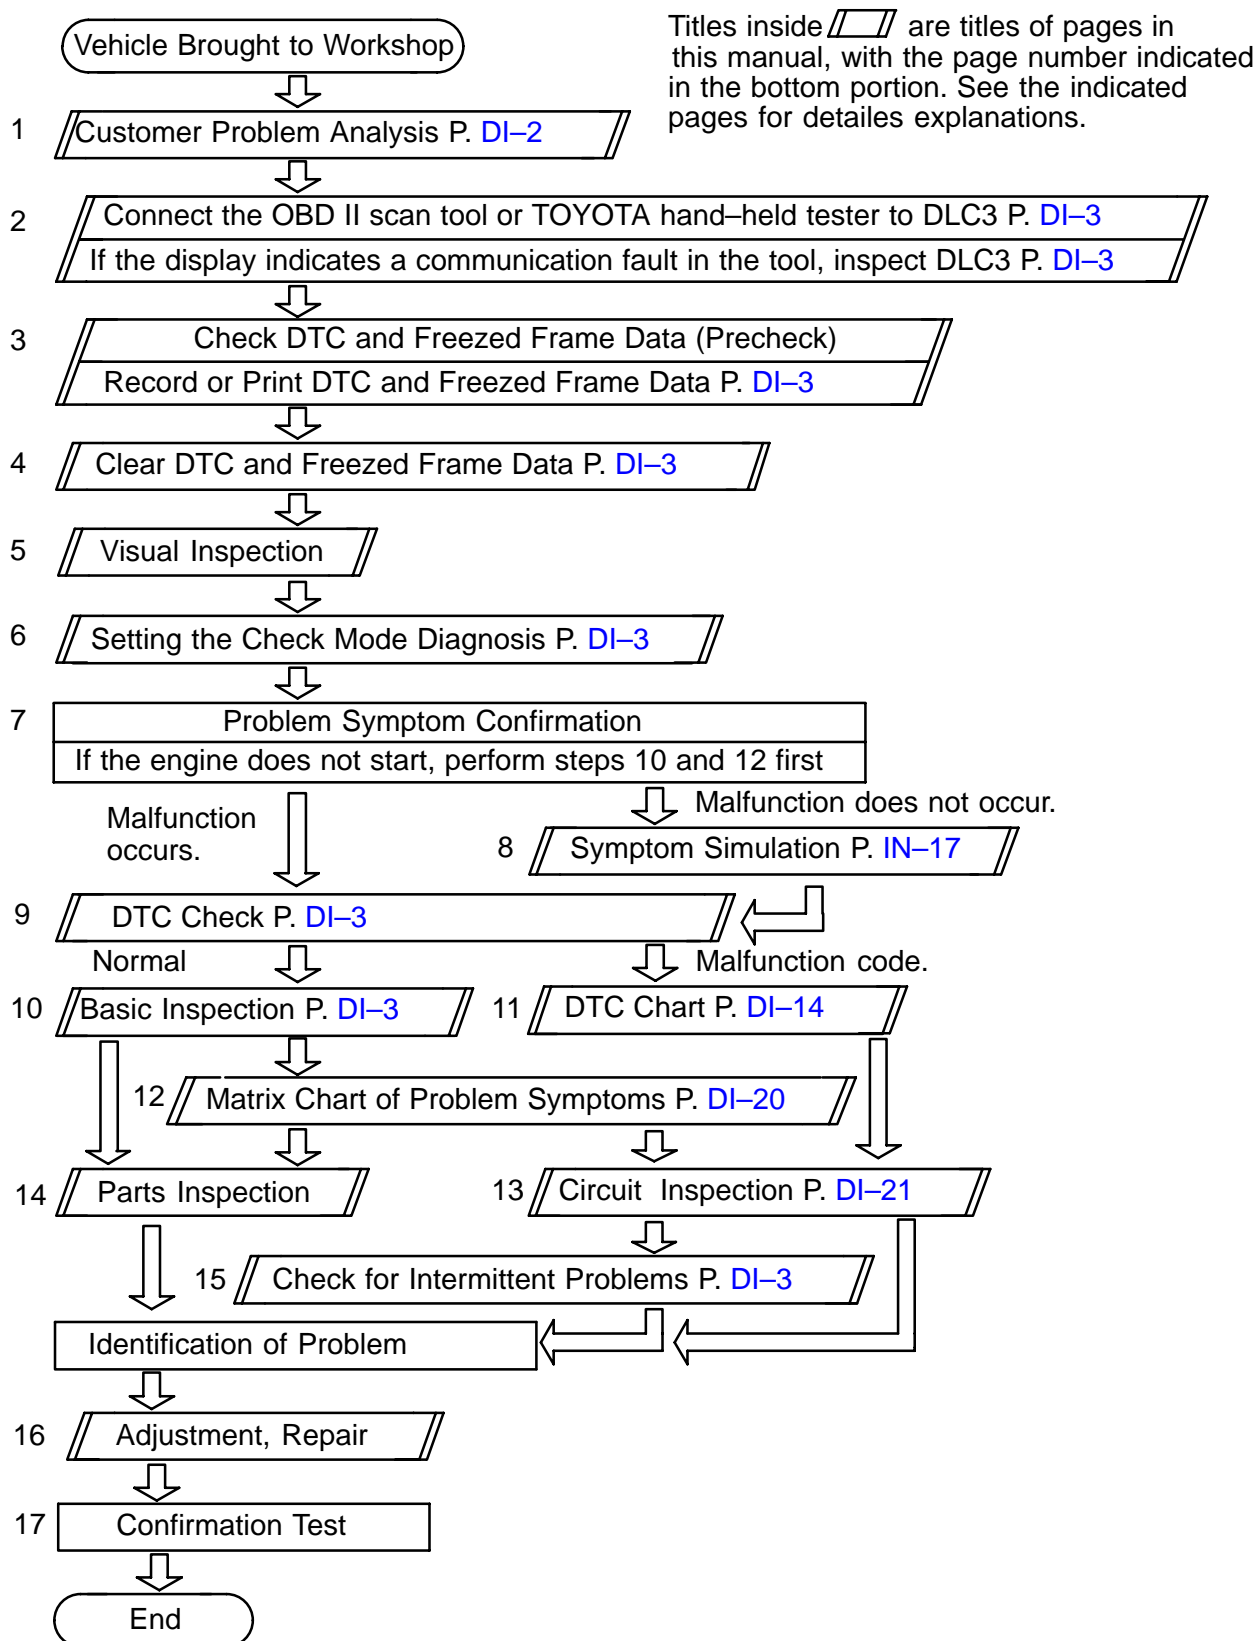 Vehicle Brought to Workshop
Titles inside are titles of pages in
this manual, with the page number indicated
in the bottom portion. See the indicated
pages for detailes explanations.
1 Customer Problem Analysis P. DI–2
2 Connect the OBD II scan tool or TOYOTA hand–held tester to DLC3 P. DI–3
If the display indicates a communication fault in the tool, inspect DLC3 P. DI–3
3 Check DTC and Freezed Frame Data (Precheck)
Record or Print DTC and Freezed Frame Data P. DI–3
4 Clear DTC and Freezed Frame Data P. DI–3
5 Visual Inspection
6 Setting the Check Mode Diagnosis P. DI–3
7 Problem Symptom Confirmation
If the engine does not start, perform steps 10 and 12 first
Malfunction
occurs.
Malfunction does not occur.
8 Symptom Simulation P. IN–17
9 DTC Check P. DI–3
Normal
Malfunction code.
10 Basic Inspection P. DI–3
11 DTC Chart P. DI–14
12 Matrix Chart of Problem Symptoms P. DI–20
14 Parts Inspection
13 Circuit Inspection P. DI–21
15 Check for Intermittent Problems P. DI–3
Identification of Problem
16 Adjustment, Repair
17 Confirmation Test
End